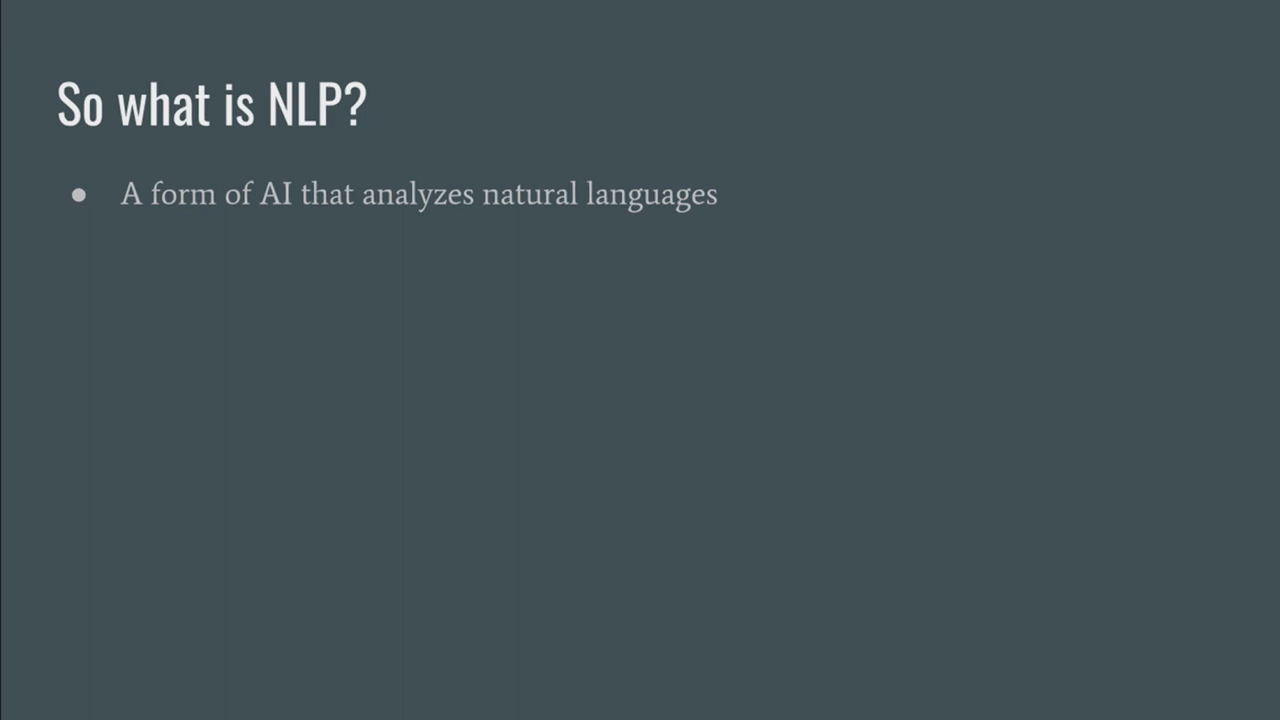 So what is NLP?
● A form of AI that analyzes natural languages